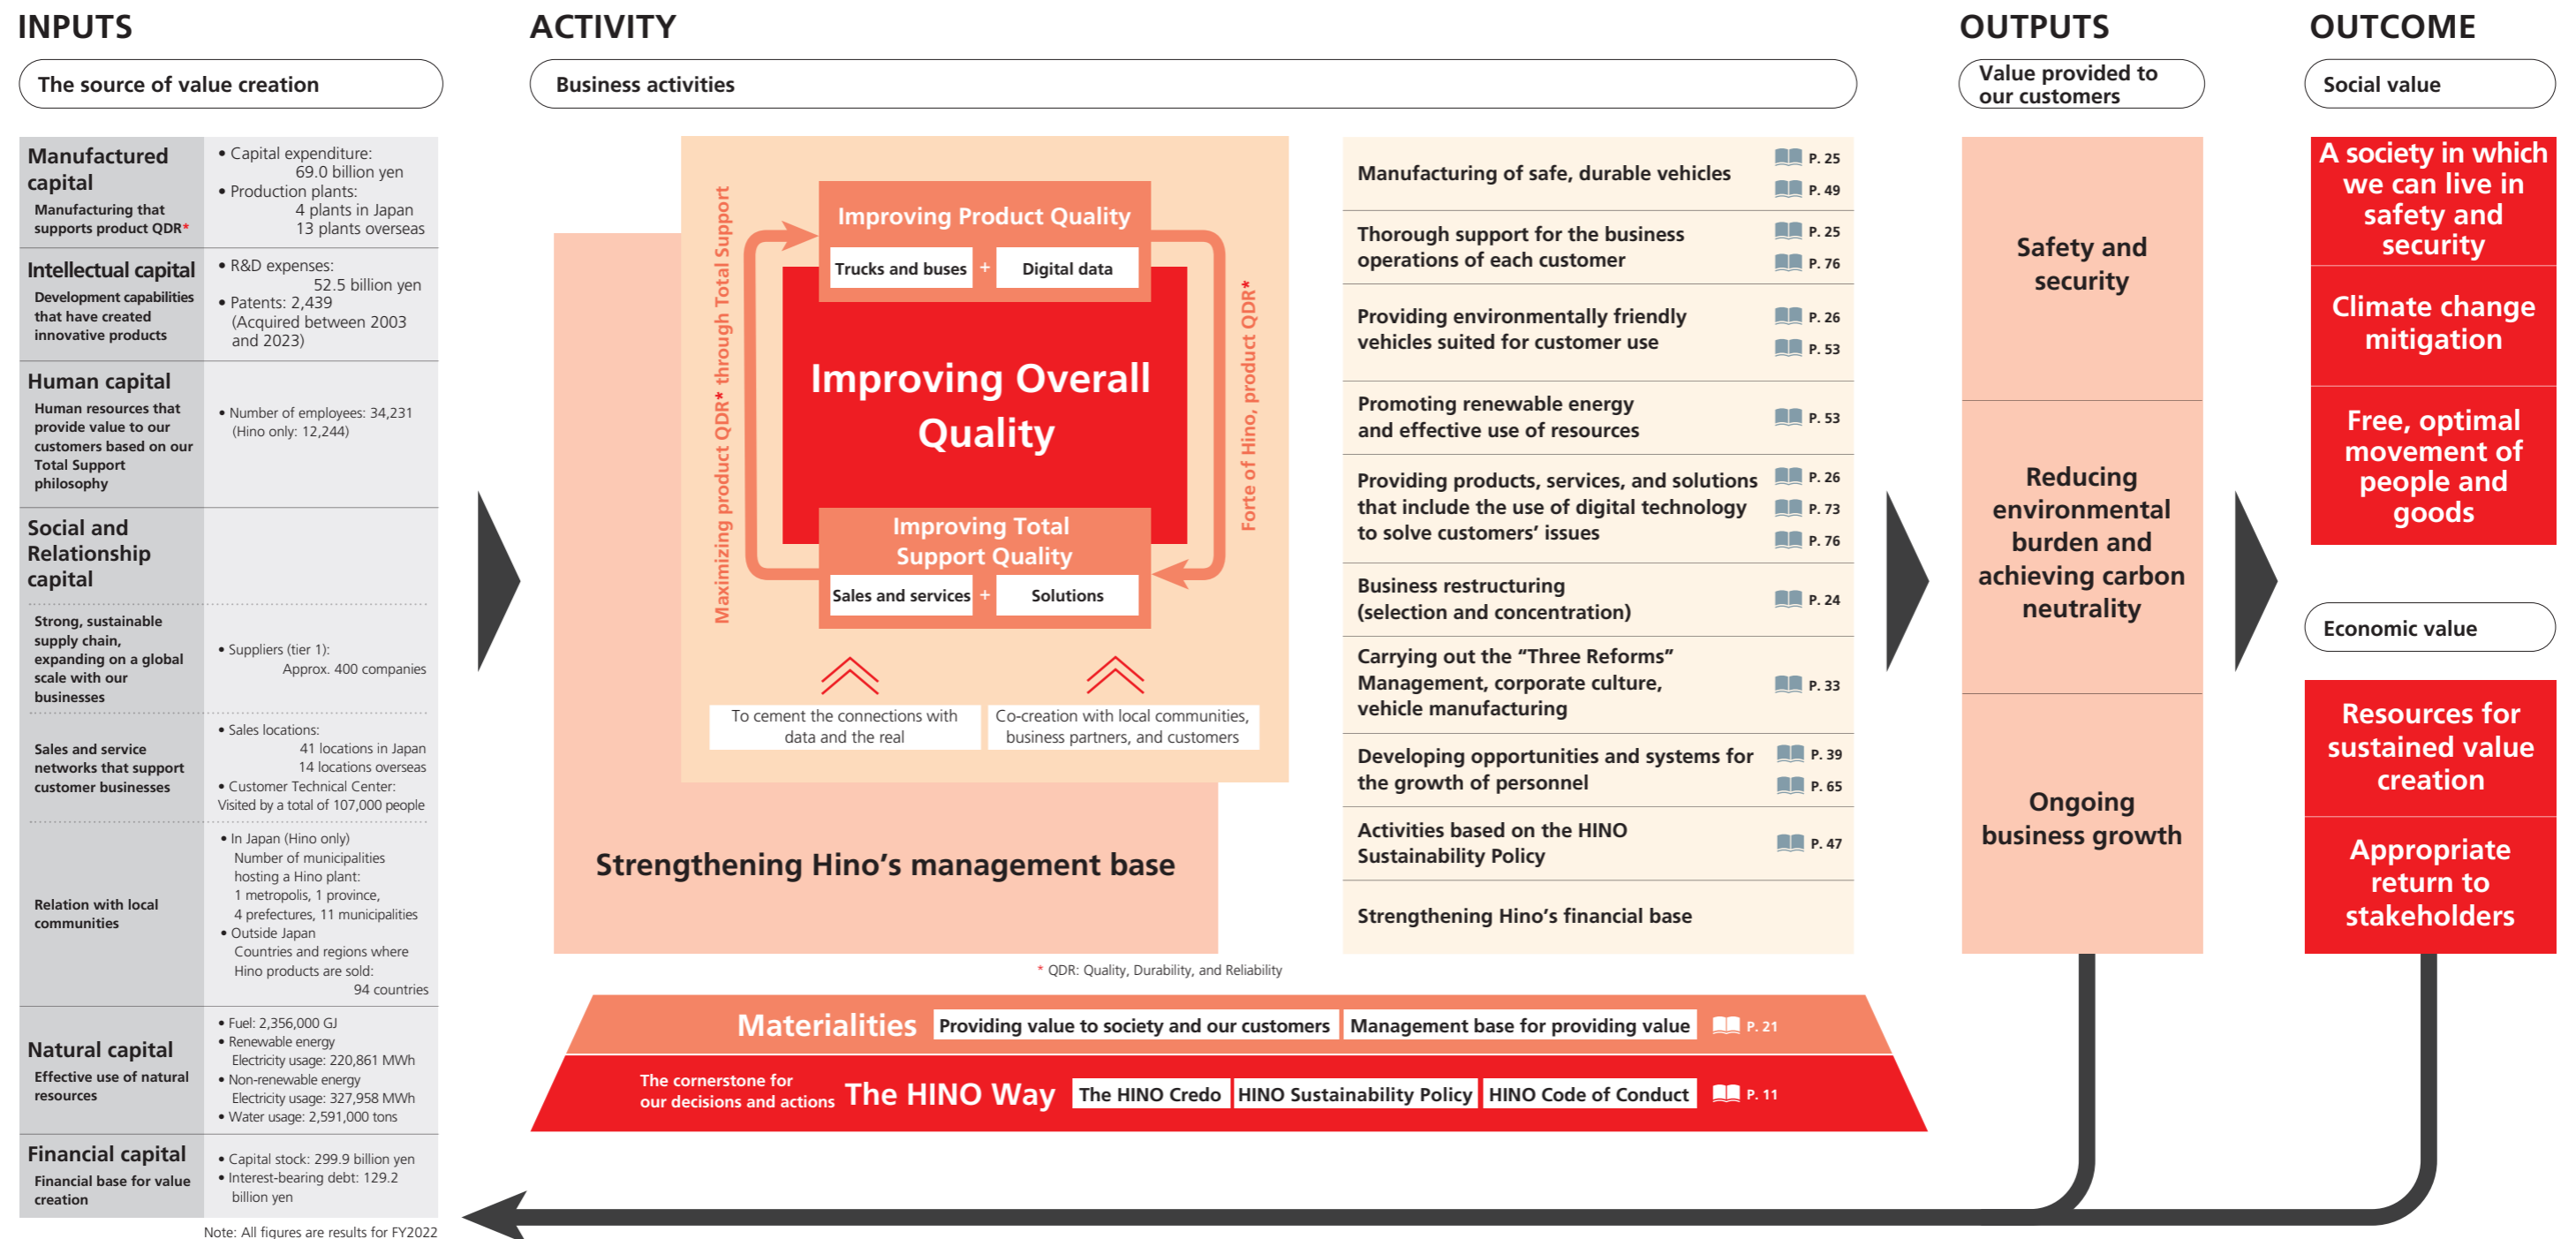 INPUTS
The source of value creation
Manufactured
capital
Manufacturing that
supports product QDR*
• Capital expenditure:
69.0 billion yen
• Production plants:
4 plants in Japan
13 plants overseas
Intellectual capital
Development capabilities
that have created
innovative products
• R&D expenses:
52.5 billion yen
• Patents: 2,439
(Acquired between 2003
and 2023)
Human capital
Human resources that
provide value to our
customers based on our
Total Support
philosophy
• Number of employees: 34,231
(Hino only: 12,244)
Social and
Relationship
capital
Strong, sustainable
supply chain,
expanding on a global
scale with our
businesses
• Suppliers (tier 1):
Approx. 400 companies
Sales and service
networks that support
customer businesses
• Sales locations:
41 locations in Japan
14 locations overseas
• Customer Technical Center:
Visited by a total of 107,000 people
Relation with local
communities
• In Japan (Hino only)
Number of municipalities
hosting a Hino plant:
1 metropolis, 1 province,
4 prefectures, 11 municipalities
• Outside Japan
Countries and regions where
Hino products are sold:
94 countries
Natural capital
Effective use of natural
resources
• Fuel: 2,356,000 GJ
• Renewable energy
Electricity usage: 220,861 MWh
• Non-renewable energy
Electricity usage: 327,958 MWh
• Water usage: 2,591,000 tons
Financial capital
Financial base for value
creation
• Capital stock: 299.9 billion yen
• Interest-bearing debt: 129.2
billion yen
Note: All figures are results for FY2022
ACTIVITY
Business activities
Maximizing product QDR* through Total Support
Improving Product Quality
Trucks and buses + Digital data
Improving Overall
Quality
Improving Total
Support Quality
Sales and services + Solutions
Forte of Hino, product QDR*
To cement the connections with
data and the real
Co-creation with local communities,
business partners, and customers
Strengthening Hino's management base
Manufacturing of safe, durable vehicles
P. 25
P. 49
Thorough support for the business
operations of each customer
P. 25
P. 76
Providing environmentally friendly
vehicles suited for customer use
P. 26
P. 53
Promoting renewable energy
and effective use of resources
P. 53
Providing products, services, and solutions
that include the use of digital technology
to solve customers' issues
P. 26
P. 73
P. 76
Business restructuring
(selection and concentration)
P. 24
Carrying out the “Three Reforms”
Management, corporate culture,
vehicle manufacturing
P. 33
Developing opportunities and systems for
the growth of personnel
P. 39
P. 65
Activities based on the HINO
Sustainability Policy
P. 47
Strengthening Hino's financial base
* QDR: Quality, Durability, and Reliability
Materialities Providing value to society and our customers Management base for providing value P. 21
The cornerstone for
our decisions and actions
The HINO Way The HINO Credo HINO Sustainability Policy HINO Code of Conduct P. 11
OUTPUTS
Value provided to
our customers
Safety and
security
Reducing
environmental
burden and
achieving carbon
neutrality
Ongoing
business growth
OUTCOME
Social value
A society in which
we can live in
safety and
security
Climate change
mitigation
Free, optimal
movement of
people and
goods
Economic value
Resources for
sustained value
creation
Appropriate
return to
stakeholders